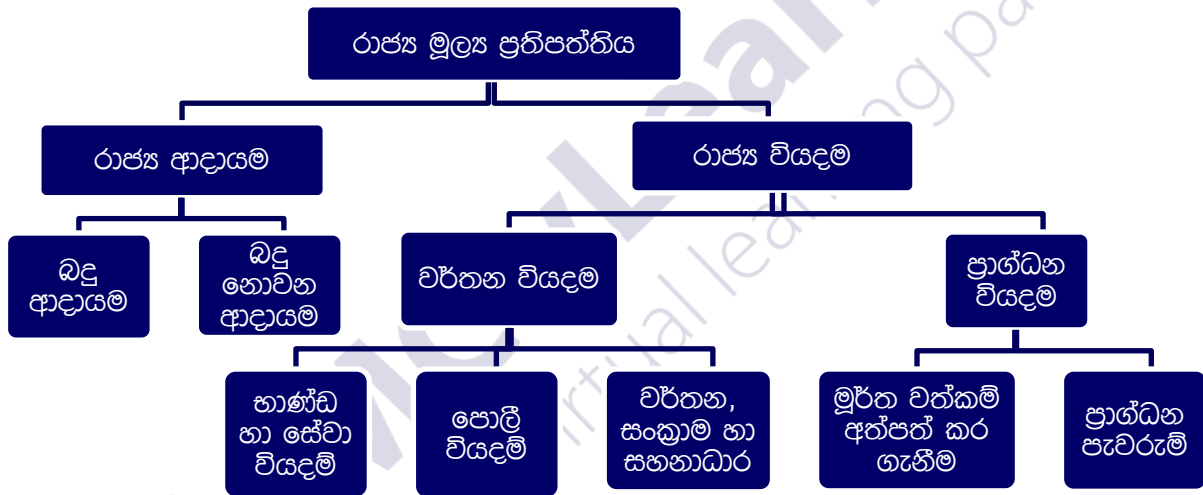 රාජ්‍ය මූල්‍ය ප්‍රතිපත්තිය
රාජ්‍ය ආදායම
රාජ්‍ය වියදම
බදු
ආදායම
බදු
නොවන
ආදායම
වර්තන වියදම
ප්‍රාග්ධන
වියදම
භාණ්ඩ
හා සේවා
වියදම්
පොලී
වියදම්
වර්තන,
සංක්‍රාම හා
සහනාධාර
මූර්ත වත්කම්
අත්පත් කර
ගැනීම
ප්‍රාග්ධන
පැවරුම්